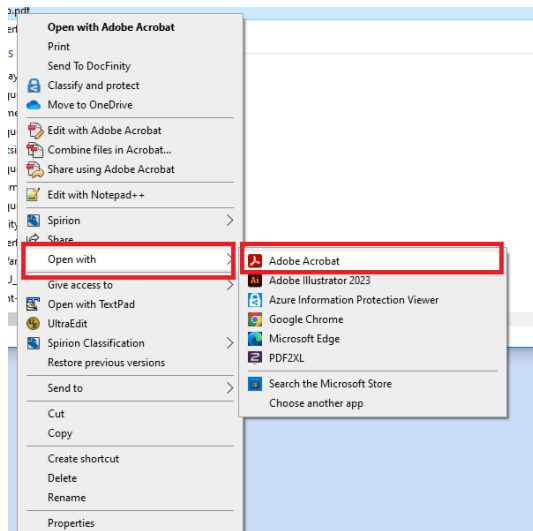 .pdf
Open with Adobe Acrobat
Print
Send To DocFinity
Classify and protect
Move to OneDrive
Edit with Adobe Acrobat
Combine files in Acrobat...
Share using Adobe Acrobat
Edit with Notepad++
Spirion
Share
Open with
Give access to
Open with TextPad
UltraEdit
Spirion Classification
Restore previous versions
Send to
Cut
Copy
Create shortcut
Delete
Rename
Properties
Adobe Acrobat
Ai Adobe Illustrator 2023
Azure Information Protection Viewer
Google Chrome
Microsoft Edge
PDF2XL
Search the Microsoft Store
Choose another app